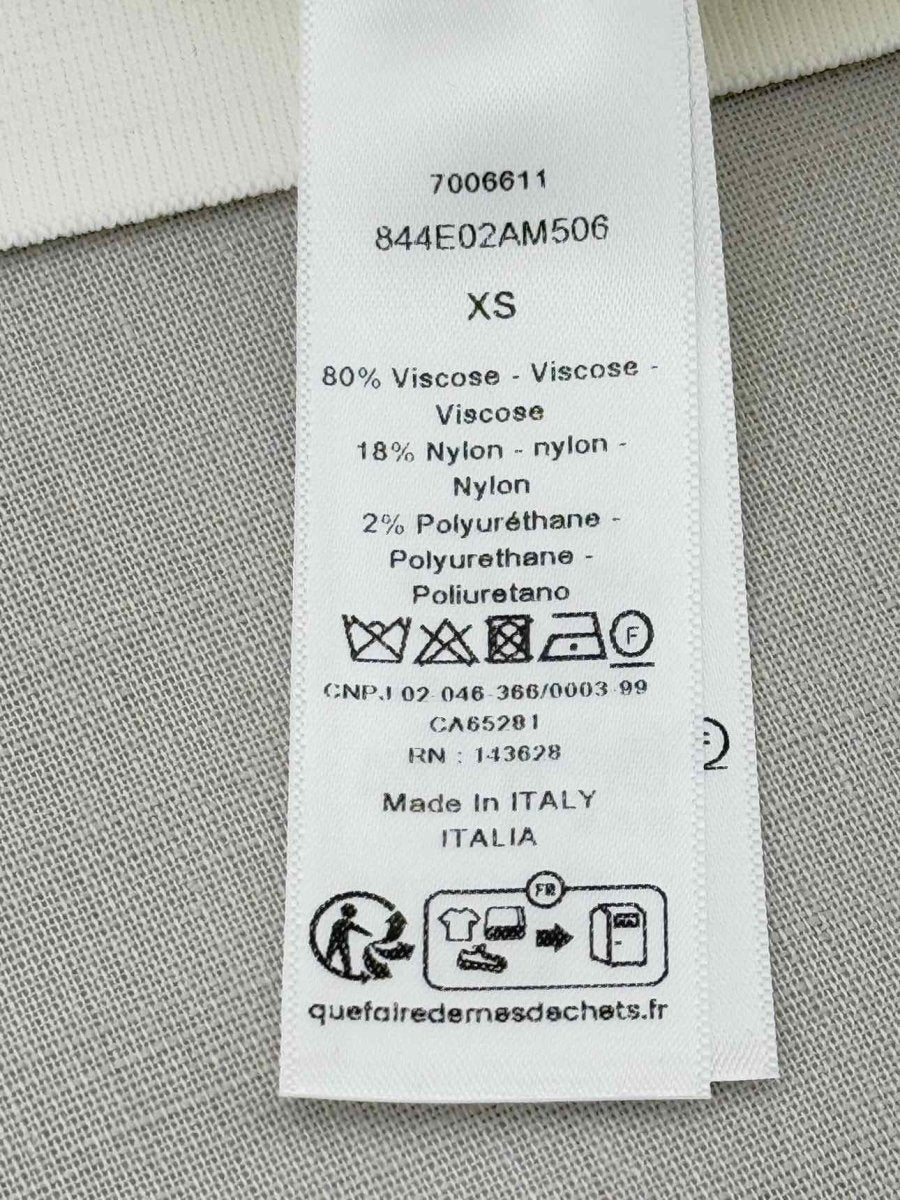 7006611
844E02AM506
XS
80% Viscose - Viscose -
Viscose
18% Nylon - nylon -
Nylon
2% Polyuréthane -
Polyurethane -
Poliuretano
F
CNPJ 02 046 366/0003 99
CA65281
RN : 143628
Made In ITALY
ITALIA
FR
quefairedemesdechets.fr